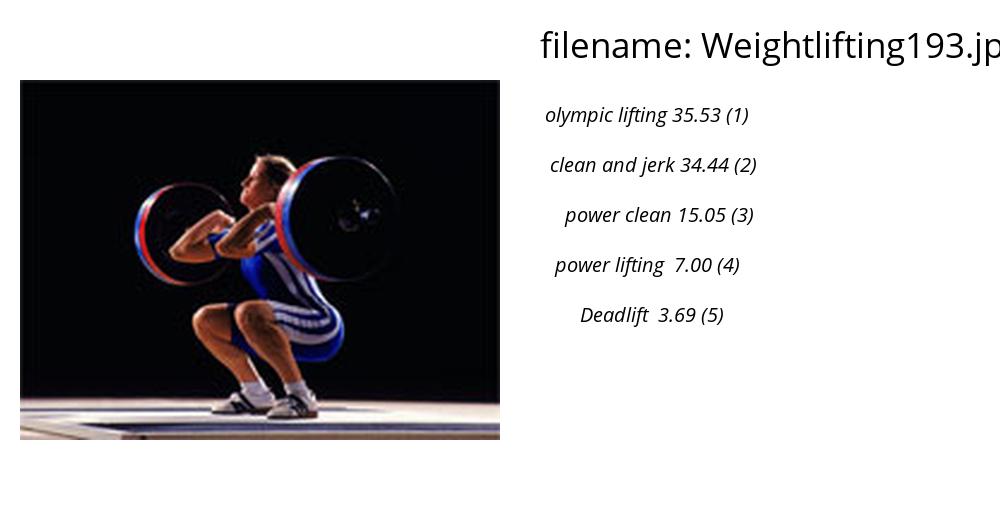 filename: Weightlifting193.jp
olympic lifting 35.53 (1)
clean and jerk 34.44 (2)
power clean 15.05 (3)
power lifting 7.00 (4)
Deadlift 3.69 (5)